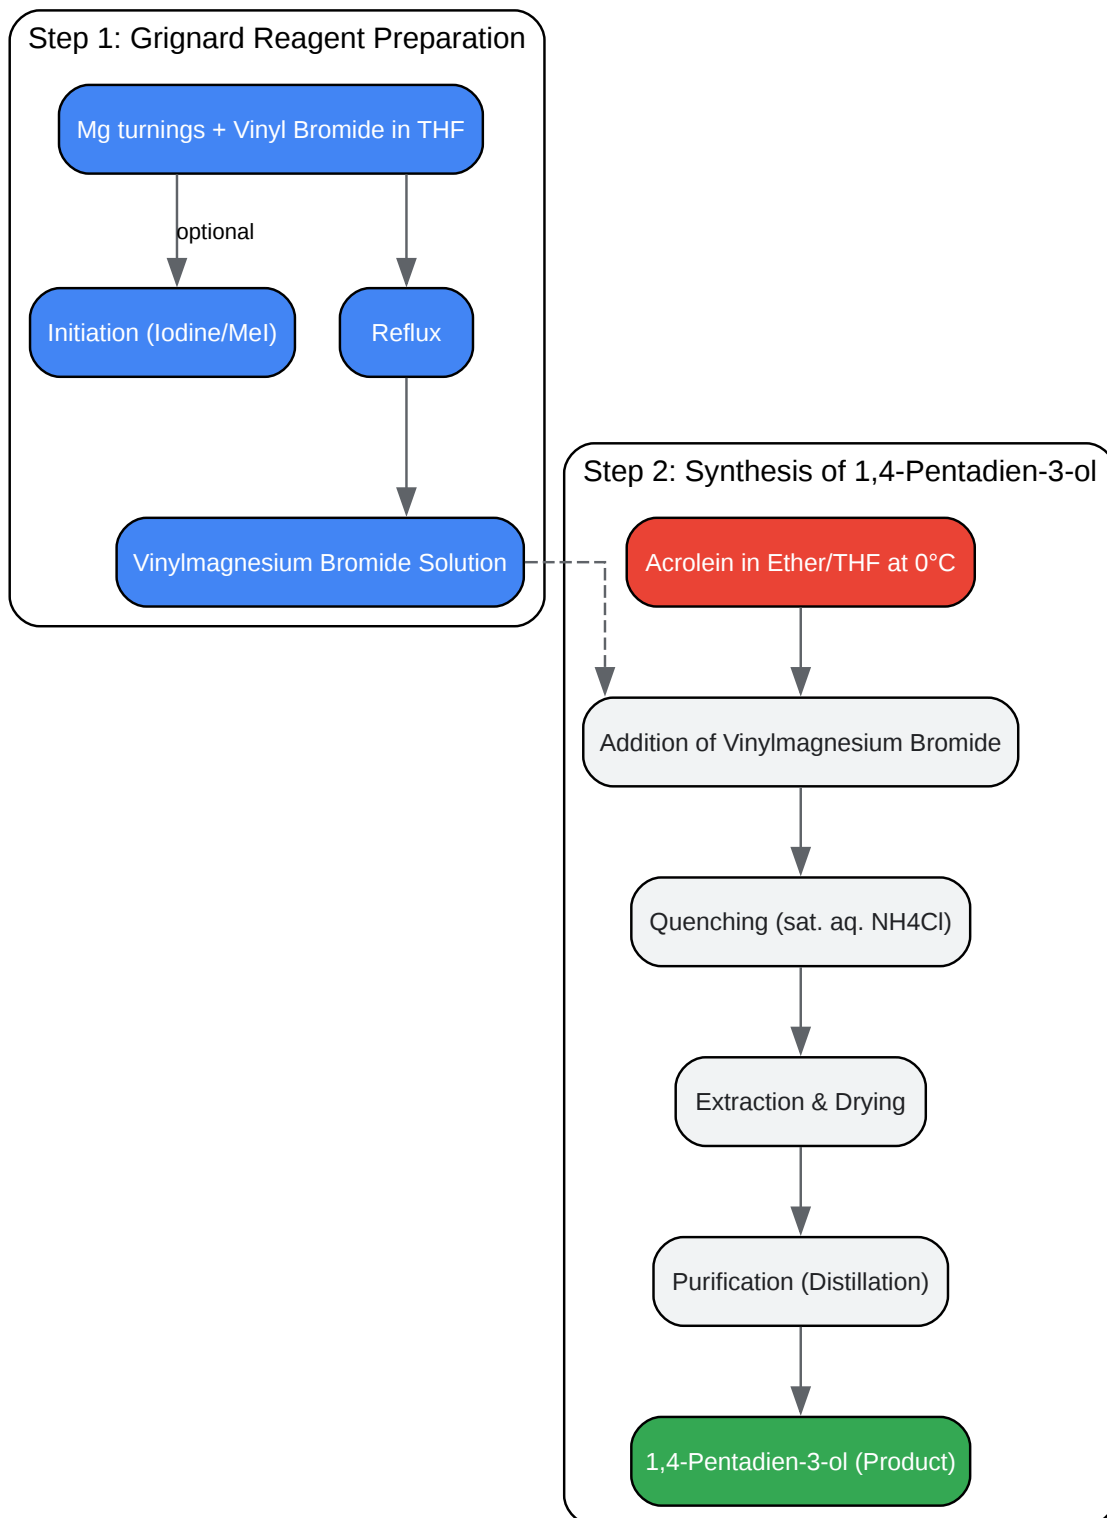 Step 1: Grignard Reagent Preparation
Mg turnings + Vinyl Bromide in THF
optional
Initiation (Iodine/MeI)
Reflux
Vinylmagnesium Bromide Solution
Step 2: Synthesis of 1,4-Pentadien-3-ol
Acrolein in Ether/THF at 0°C
Addition of Vinylmagnesium Bromide
Quenching (sat. aq. NH4Cl)
Extraction & Drying
Purification (Distillation)
1,4-Pentadien-3-ol (Product)